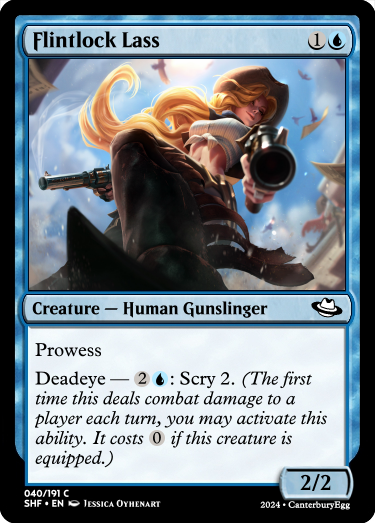 Flintlock Lass 1
Creature — Human Gunslinger
Prowess
Deadeye — 2 : Scry 2. (The first
time this deals combat damage to a
player each turn, you may activate this
ability. It costs 0 if this creature is
equipped.)
2/2
040/191 C
SHF • EN Jessica Oyhenart
2024 • CanterburyEgg